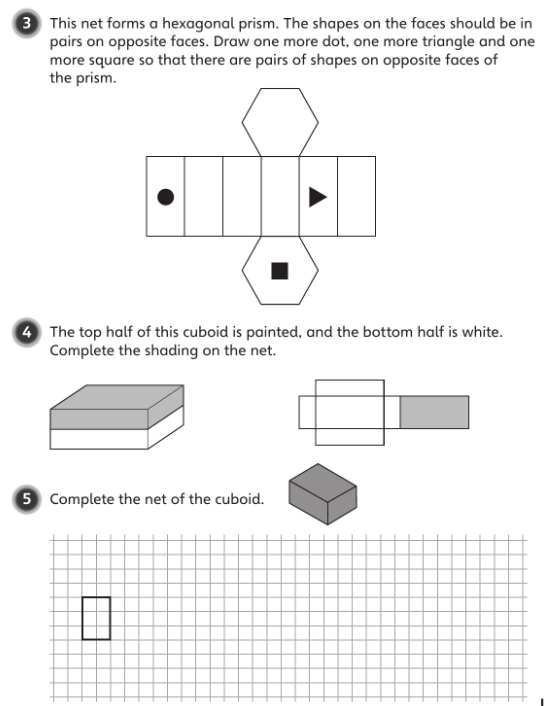 3 This net forms a hexagonal prism. The shapes on the faces should be in
pairs on opposite faces. Draw one more dot, one more triangle and one
more square so that there are pairs of shapes on opposite faces of
the prism.
4 The top half of this cuboid is painted, and the bottom half is white.
Complete the shading on the net.
5 Complete the net of the cuboid.